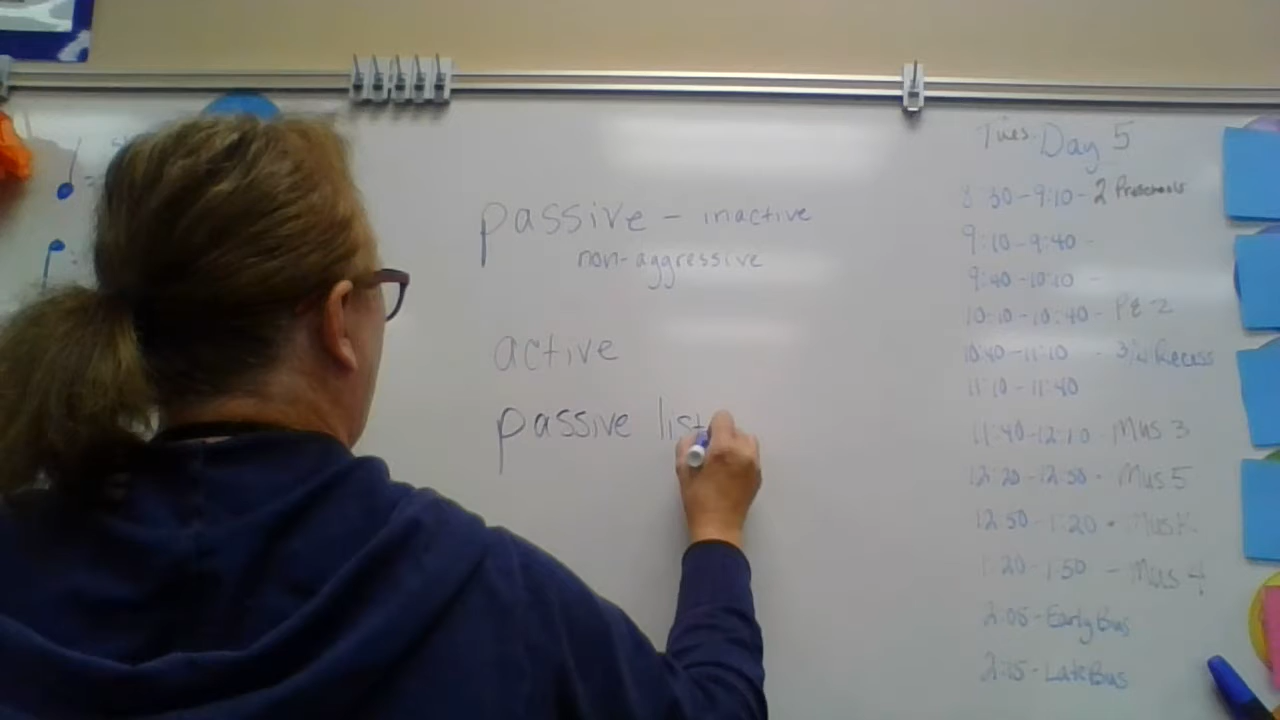 passive - inactive
non-aggressive
active
passive list
Tues Day 5
8:30-9:10- 2 Preschools
9:10-9:40 -
9:40-10:10 -
10:10-10:40- PE-2
10:40-11:10 - 3/4 Recess
11:10-11:40
11:40-12:10 - Mus 3
12:20-12:50 - Mus 5
12:50-1:20 - Mus K
1:20-1:50 - Mus 4
2:05-Early Bus
2:15-Late Bus